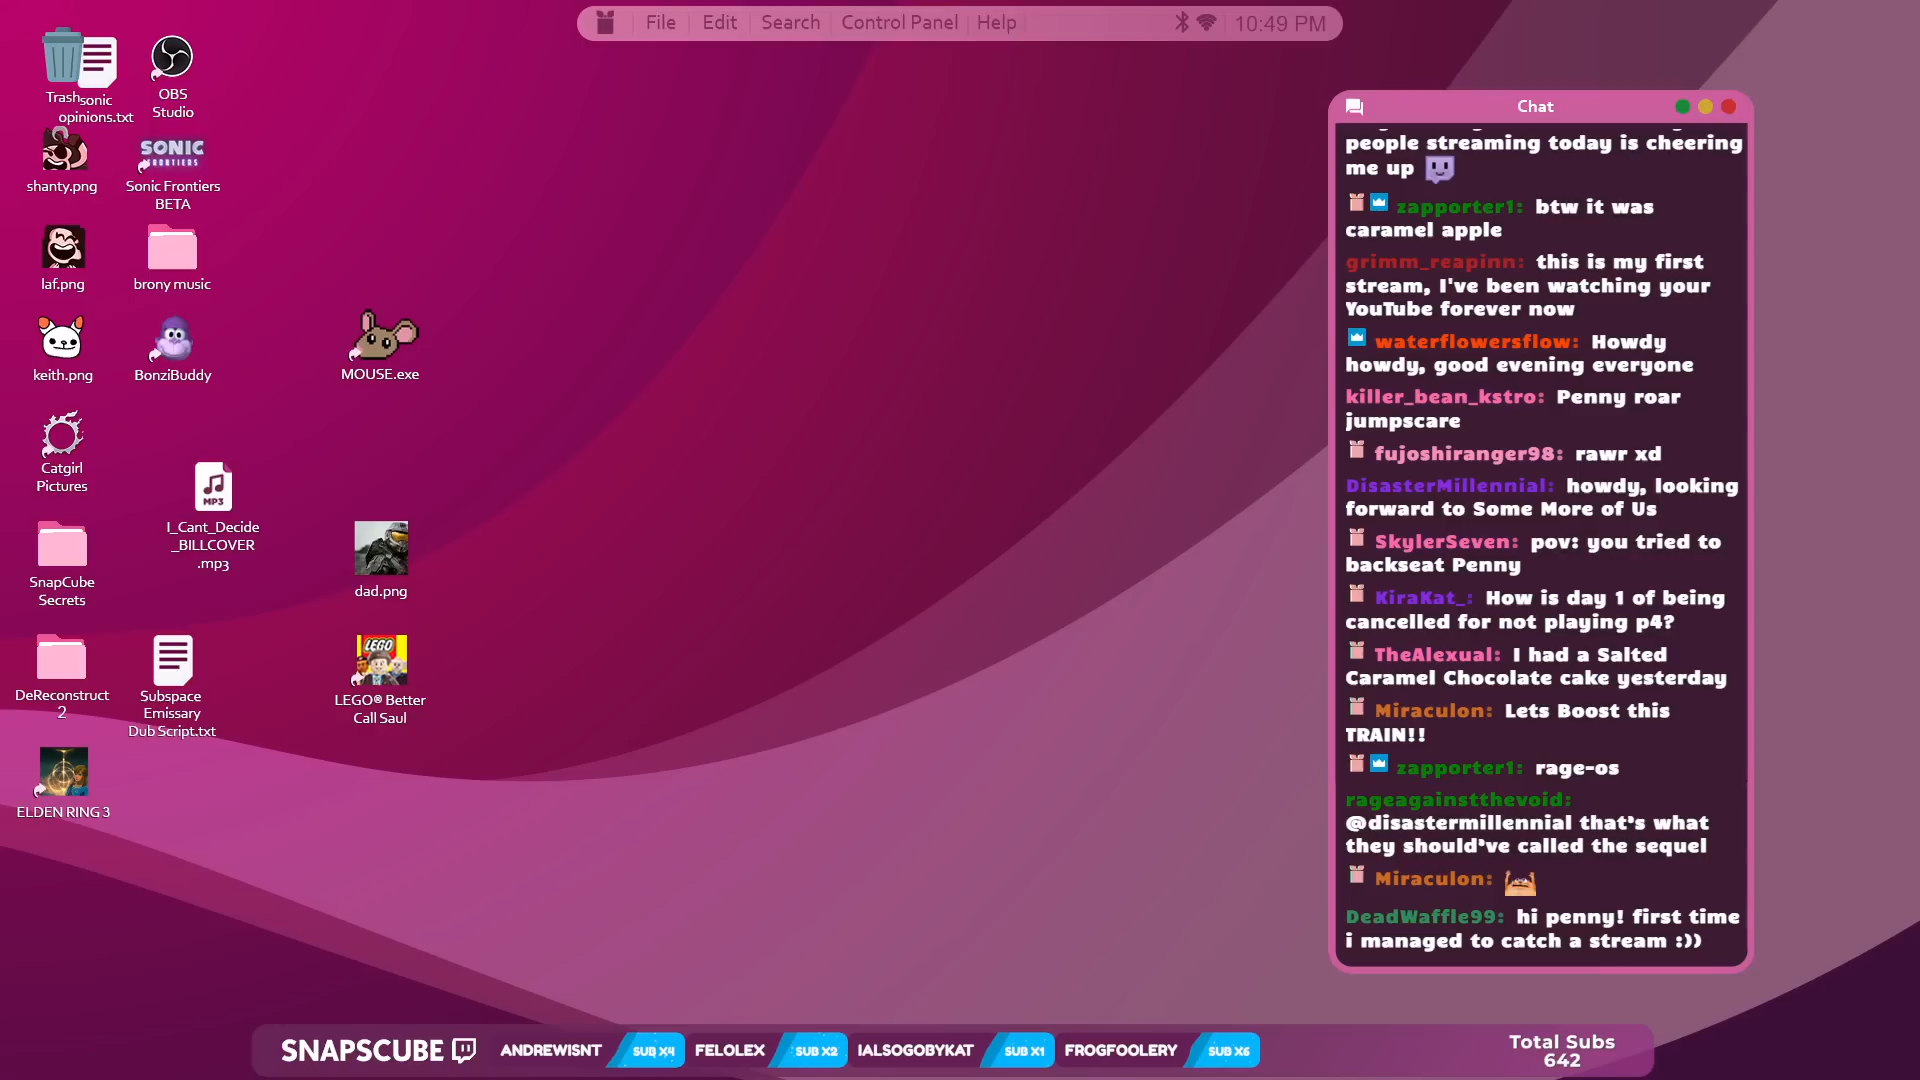 File Edit Search Control Panel Help 10:49 PM
Trash
sonic
opinions.txt
OBS
Studio
shanty.png
SONIC
FRONTIERS
Sonic Frontiers
BETA
laf.png
brony music
keith.png
BonziBuddy
MOUSE.exe
Catgirl
Pictures
MP3
I_Cant_Decide
_BILLCOVER
.mp3
SnapCube
Secrets
dad.png
DeReconstruct
2
Subspace
Emissary
Dub Script.txt
LEGO
LEGO® Better
Call Saul
ELDEN RING 3
Chat
people streaming today is cheering
me up
zapporter1: btw it was
caramel apple
grimm_reapinn: this is my first
stream, I've been watching your
YouTube forever now
waterflowersflow: Howdy
howdy, good evening everyone
killer_bean_kstro: Penny roar
jumpscare
fujoshiranger98: rawr xd
DisasterMillennial: howdy, looking
forward to Some More of Us
SkylerSeven: pov: you tried to
backseat Penny
KiraKat_: How is day 1 of being
cancelled for not playing p4?
TheAlexual: I had a Salted
Caramel Chocolate cake yesterday
Miraculon: Lets Boost this
TRAIN!!
zapporter1: rage-os
rageagainstthevoid:
@disastermillennial that's what
they should've called the sequel
Miraculon:
DeadWaffle99: hi penny! first time
i managed to catch a stream :))
SNAPSCUBE ANDREWISNT SUB X4 FELOLEX SUB X2 IALSOGOBYKAT SUB X1 FROGFOOLERY SUB X6
Total Subs
642